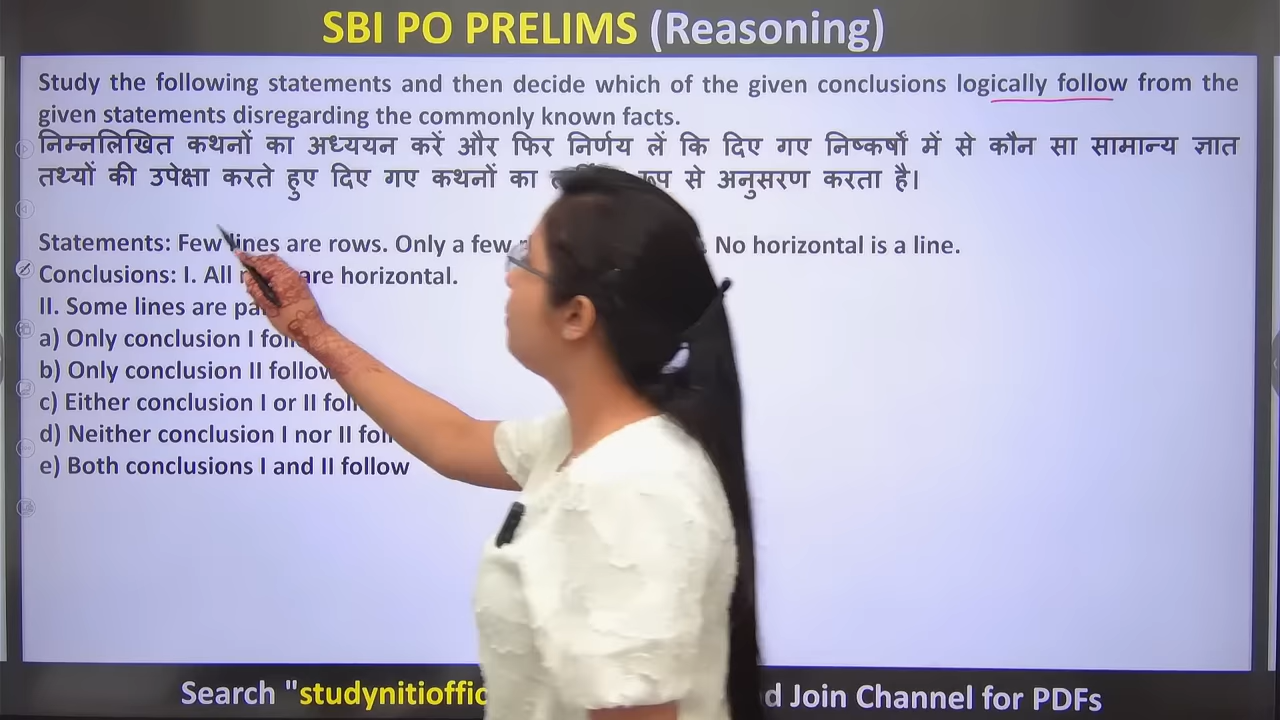 SBI PO PRELIMS (Reasoning)
Study the following statements and then decide which of the given conclusions logically follow from the
given statements disregarding the commonly known facts.
निम्नलिखित कथनों का अध्ययन करें और फिर निर्णय लें कि दिए गए निष्कर्षों में से कौन सा सामान्य ज्ञात
तथ्यों की उपेक्षा करते हुए दिए गए कथनों का से अनुसरण करता है।
Statements: Few lines are rows. Only a few No horizontal is a line.
Conclusions: I. All are horizontal.
II. Some lines are
a) Only conclusion I
b) Only conclusion II
c) Either conclusion I or II
d) Neither conclusion I nor II
e) Both conclusions I and II follow
Search "and Join Channel for PDFs